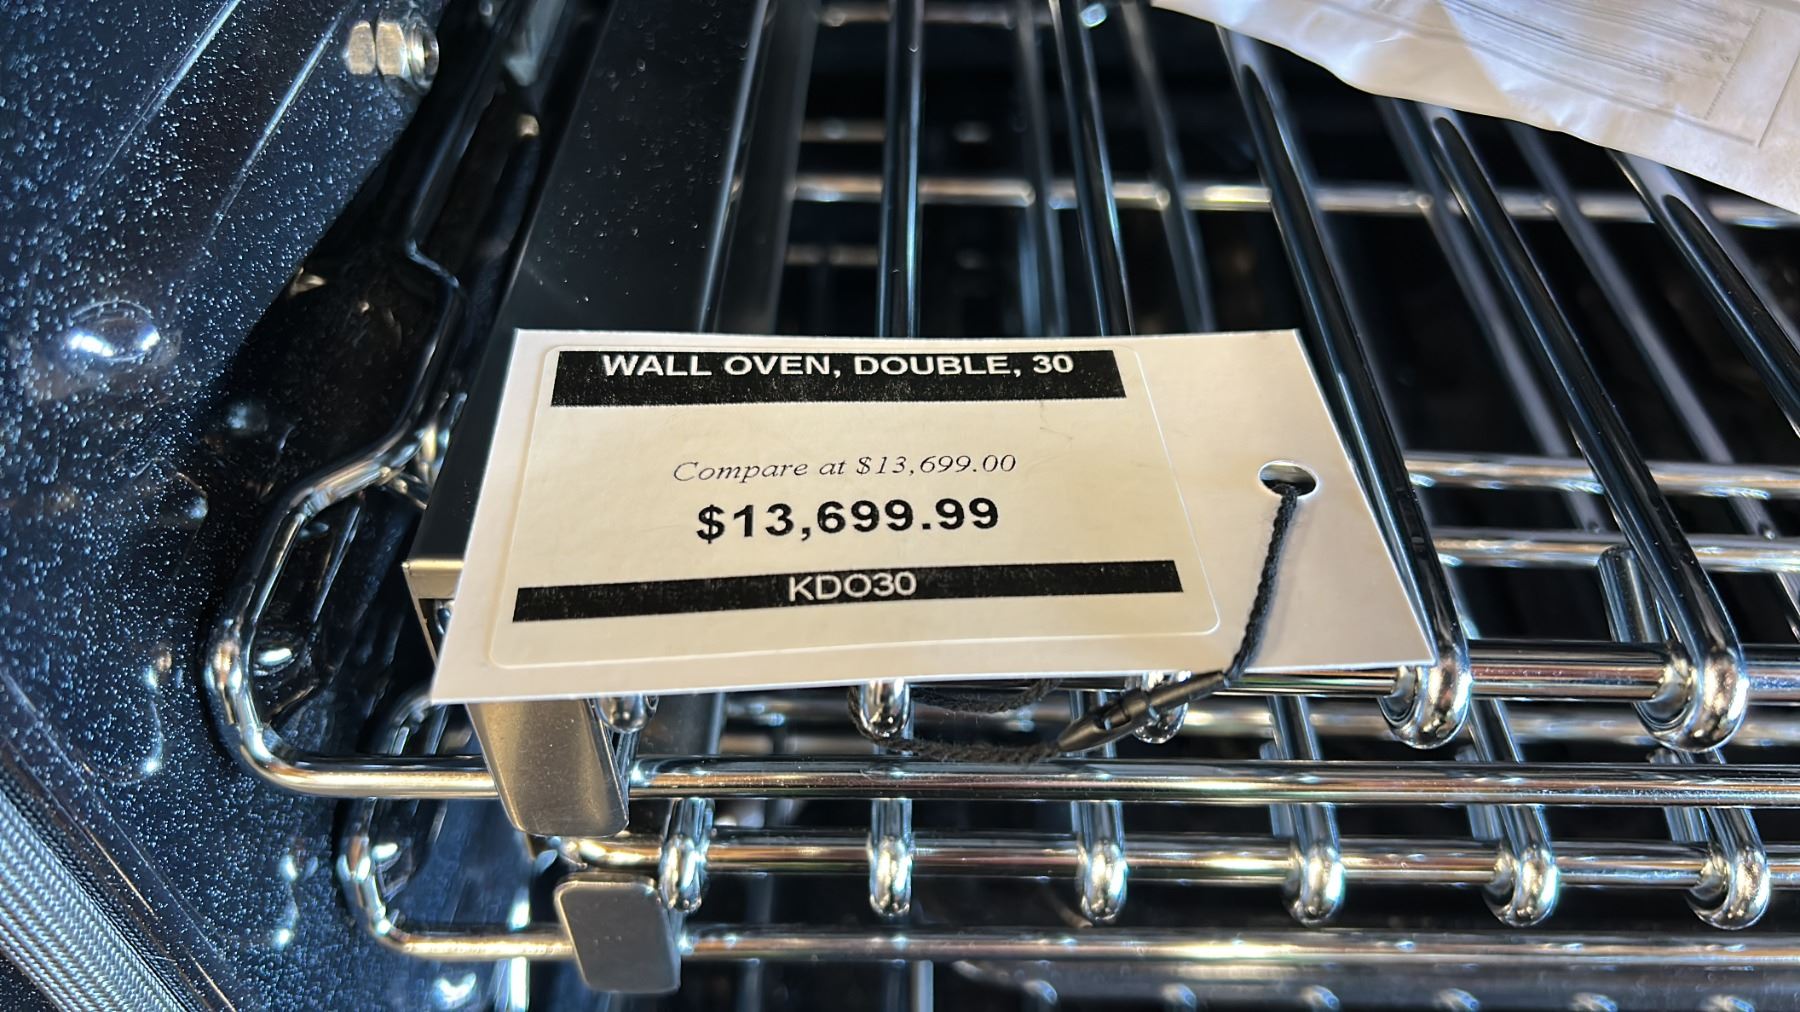 WALL OVEN, DOUBLE, 30
Compare at $13,699.00
$13,699.99
KDO30